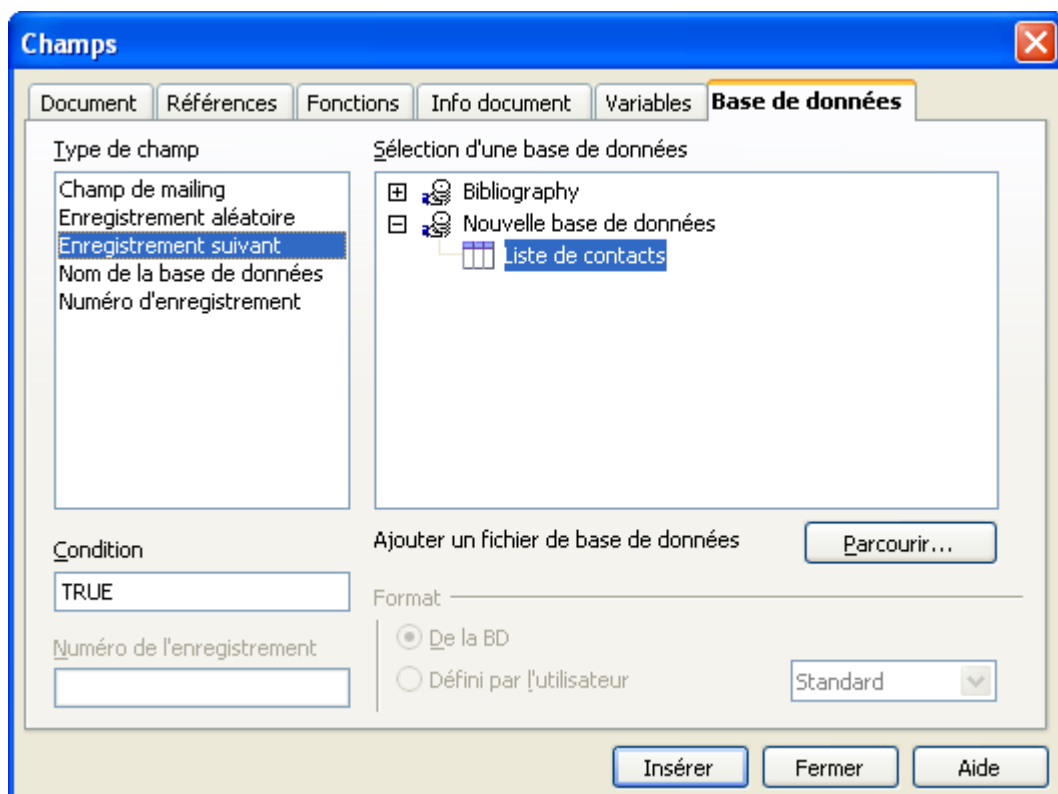 Champs
Document Références Fonctions Info document Variables Base de données
Type de champ
Champ de mailing
Enregistrement aléatoire
Enregistrement suivant
Nom de la base de données
Numéro d'enregistrement
Sélection d'une base de données
Bibliography
Nouvelle base de données
Liste de contacts
Condition
TRUE
Numéro de l'enregistrement
Ajouter un fichier de base de données Parcourir...
Format
De la BD
Défini par l'utilisateur Standard
Insérer Fermer Aide